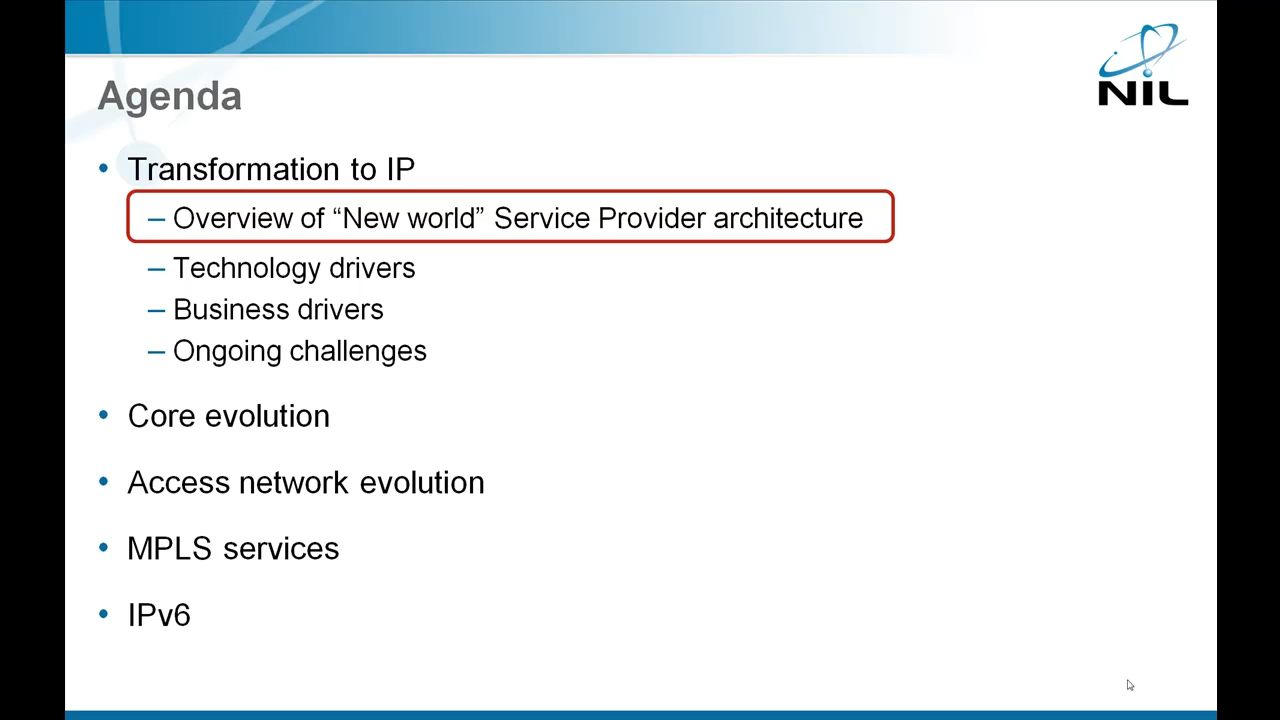 NIL
Agenda
• Transformation to IP
– Overview of “New world” Service Provider architecture
– Technology drivers
– Business drivers
– Ongoing challenges
• Core evolution
• Access network evolution
• MPLS services
• IPv6